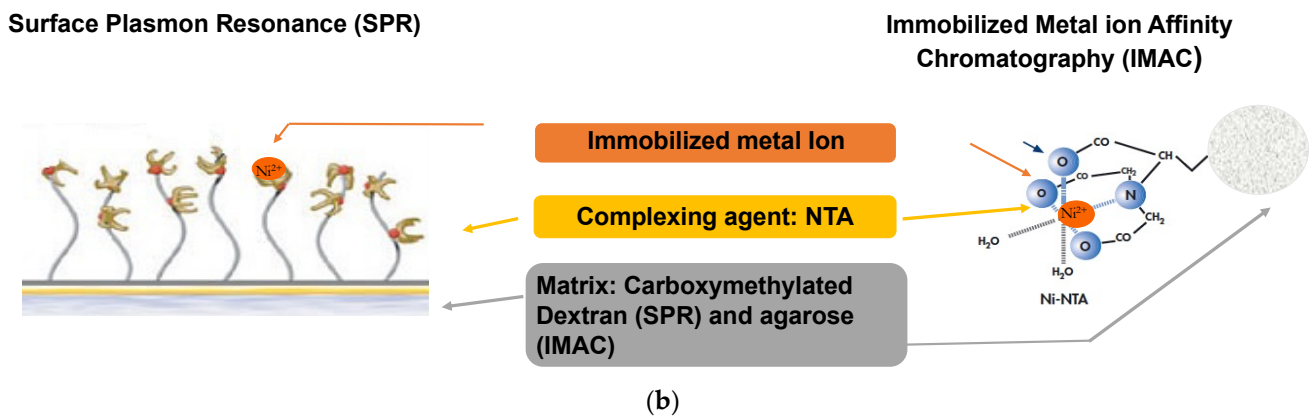 Surface Plasmon Resonance (SPR)
Immobilized Metal ion Affinity
Chromatography (IMAC)
Immobilized metal Ion
Complexing agent: NTA
Matrix: Carboxymethylated
Dextran (SPR) and agarose
(IMAC)
Ni²⁺
O
CO
CH
O
CO
CH₂
N
Ni²⁺
CH₂
H₂O
O
CO
H₂O
Ni-NTA
(b)